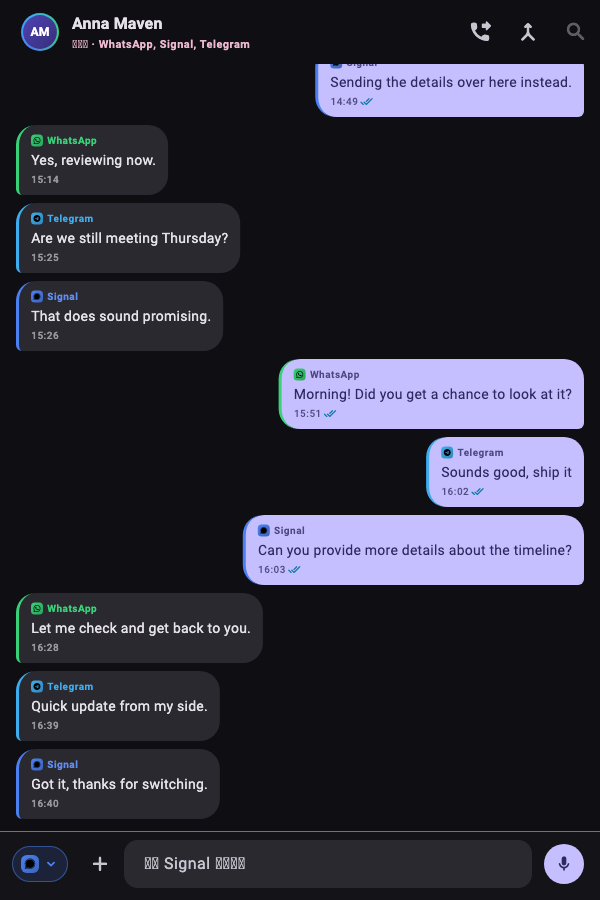 AM
Anna Maven
· WhatsApp, Signal, Telegram
Signal
Sending the details over here instead.
14:49
WhatsApp
Yes, reviewing now.
15:14
Telegram
Are we still meeting Thursday?
15:25
Signal
That does sound promising.
15:26
WhatsApp
Morning! Did you get a chance to look at it?
15:51
Telegram
Sounds good, ship it
16:02
Signal
Can you provide more details about the timeline?
16:03
WhatsApp
Let me check and get back to you.
16:28
Telegram
Quick update from my side.
16:39
Signal
Got it, thanks for switching.
16:40
Signal